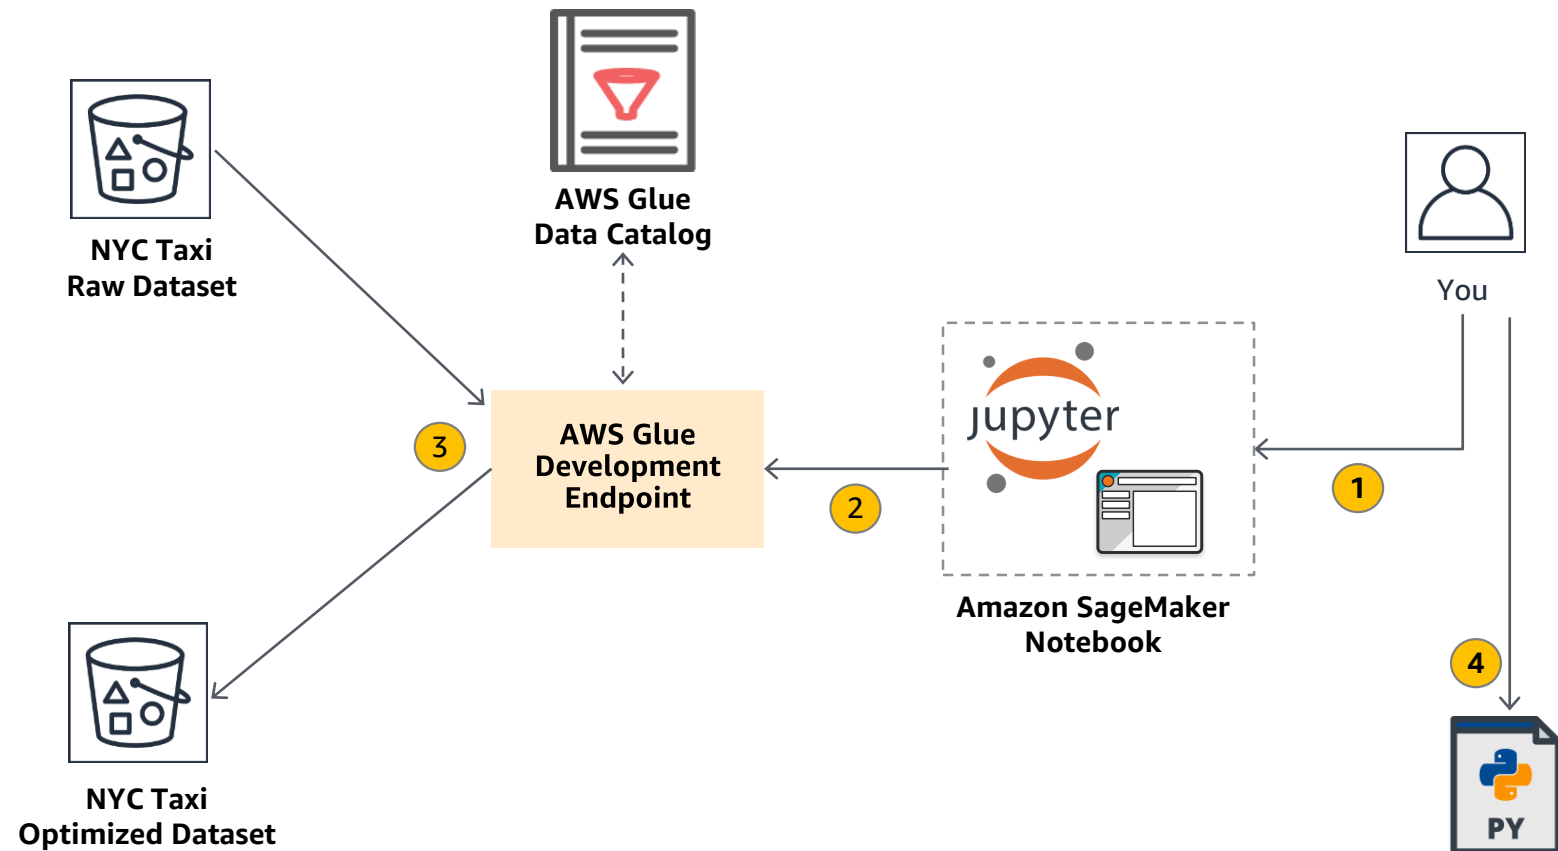 AWS Glue
Data Catalog
NYC Taxi
Raw Dataset
You
jupyter
3
AWS Glue
Development
Endpoint
2
1
Amazon SageMaker
Notebook
4
NYC Taxi
Optimized Dataset
PY